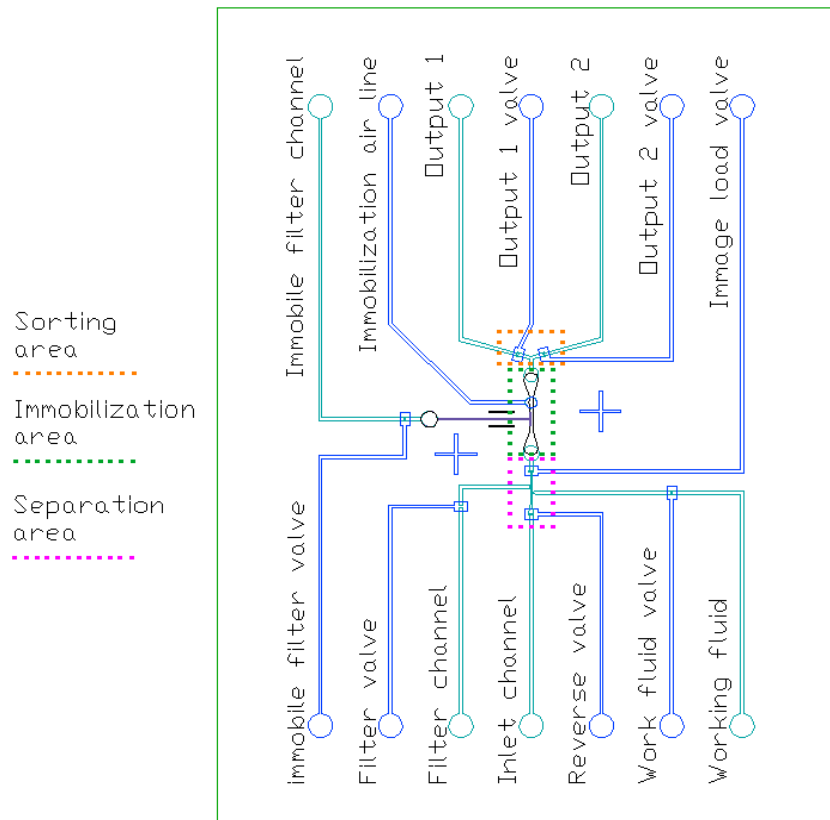 Immobile filter channel
Immobilization air line
Output 1
Output 1 valve
Output 2
Output 2 valve
Immage load valve
Sorting
area
Immobilization
area
Separation
area
immobile filter valve
Filter valve
Filter channel
Inlet channel
Reverse valve
Work fluid valve
Working fluid